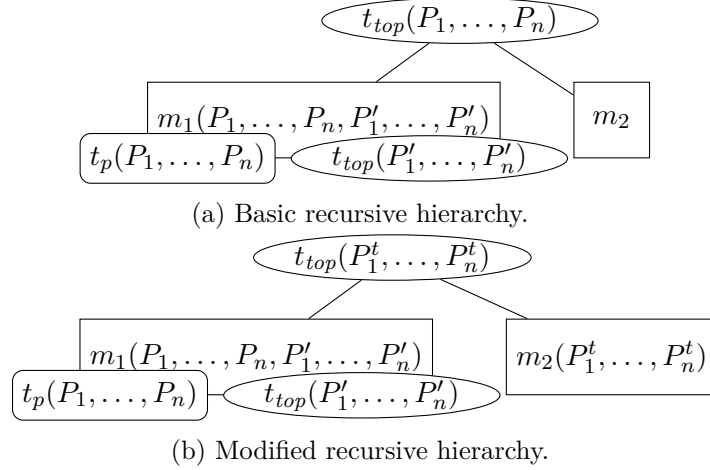 t_top(P_1, . . . , P_n)
m_1(P_1, . . . , P_n, P'_1, . . . , P'_n)
m_2
t_p(P_1, . . . , P_n)
t_top(P'_1, . . . , P'_n)
(a) Basic recursive hierarchy.
t_top(P^t_1, . . . , P^t_n)
m_1(P_1, . . . , P_n, P'_1, . . . , P'_n)
m_2(P^t_1, . . . , P^t_n)
t_p(P_1, . . . , P_n)
t_top(P'_1, . . . , P'_n)
(b) Modified recursive hierarchy.